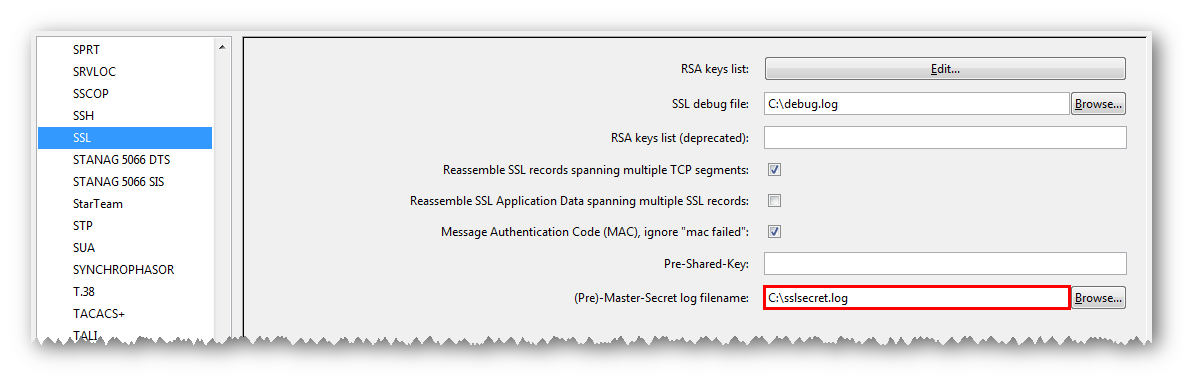 SPRT
SRVLOC
SSCOP
SSH
SSL
STANAG 5066 DTS
STANAG 5066 SIS
StarTeam
STP
SUA
SYNCHROPHASOR
T.38
TACACS+
TALI
RSA keys list: Edit...
SSL debug file: C:\debug.log Browse...
RSA keys list (deprecated):
Reassemble SSL records spanning multiple TCP segments:
Reassemble SSL Application Data spanning multiple SSL records:
Message Authentication Code (MAC), ignore "mac failed":
Pre-Shared-Key:
(Pre)-Master-Secret log filename: C:\sslsecret.log Browse...